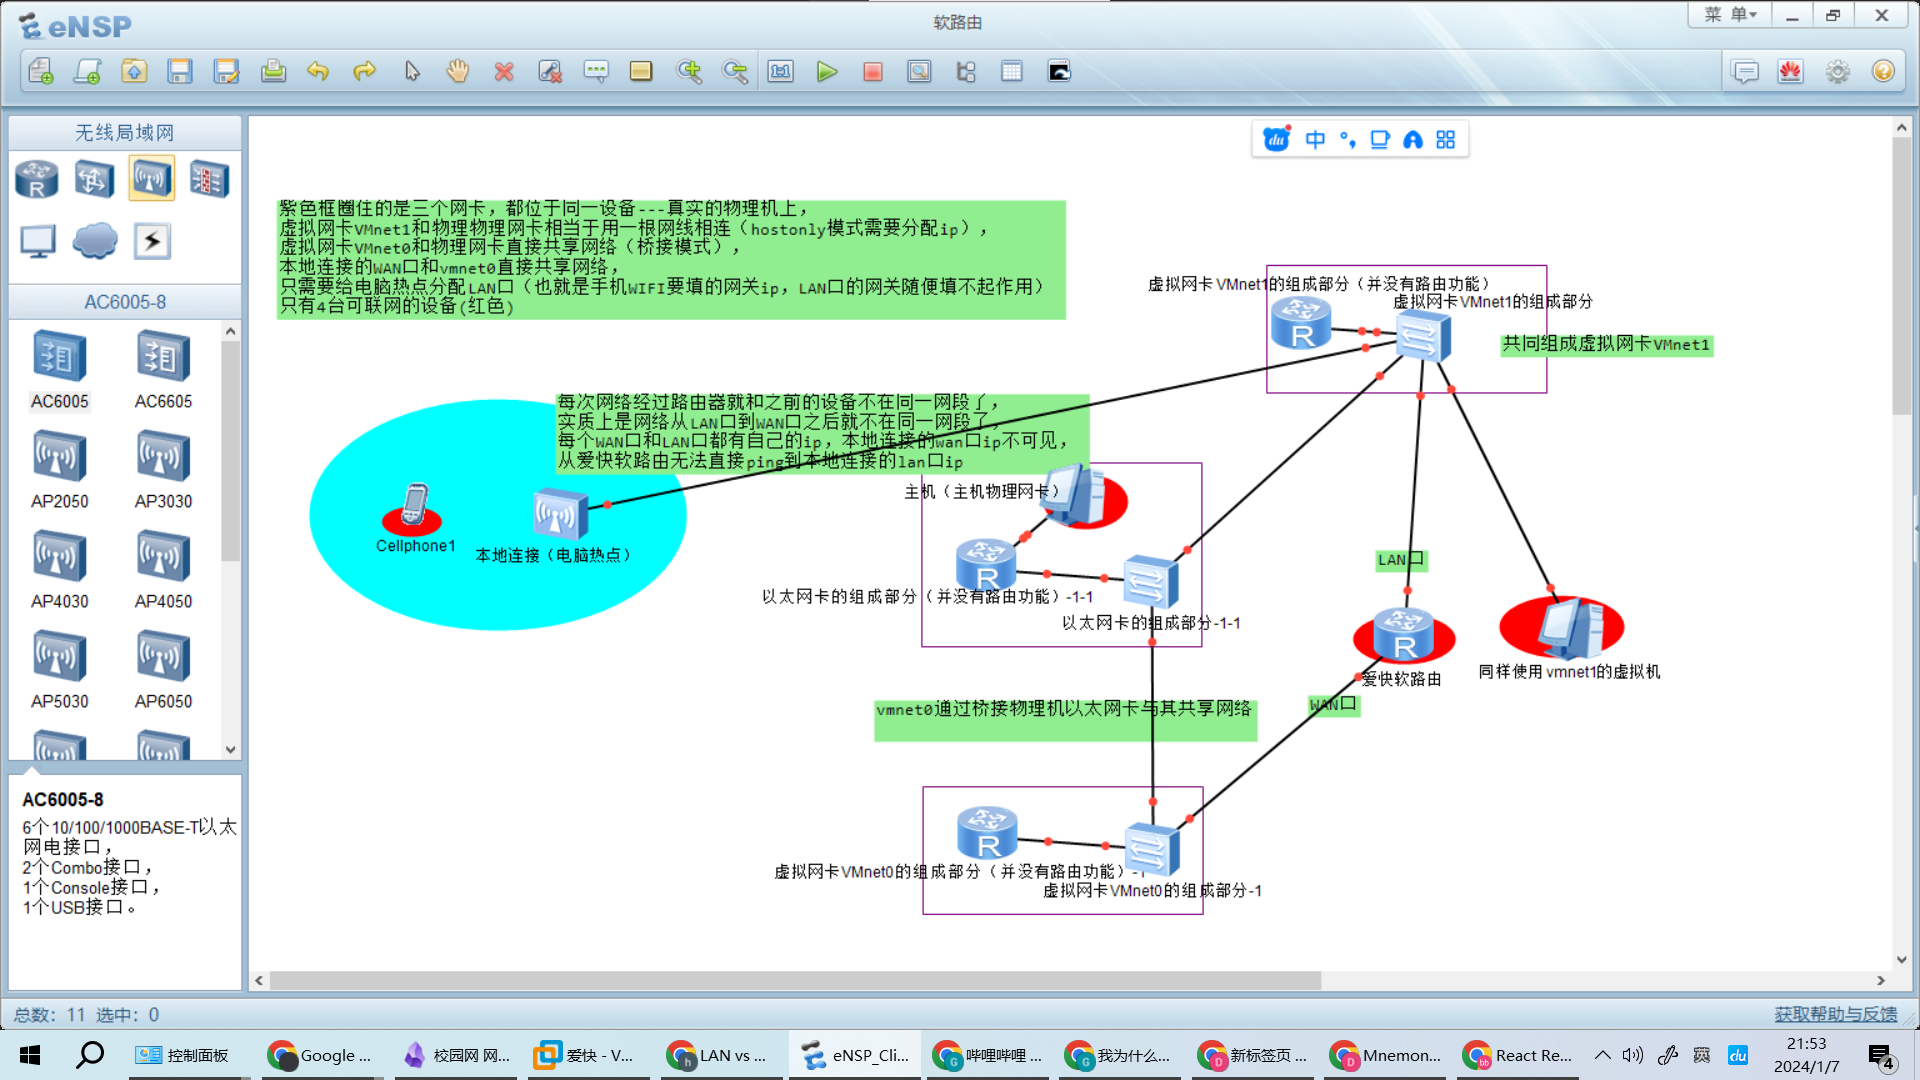 eNSP
软路由
菜 单
无线局域网
AC6005-8
AC6005
AC6605
AP2050
AP3030
AP4030
AP4050
AP5030
AP6050
AC6005-8
6个10/100/1000BASE-T以太
网电接口，
2个Combo接口，
1个Console接口，
1个USB接口。
du 中
紫色框圈住的是三个网卡，都位于同一设备---真实的物理机上，
虚拟网卡VMnet1和物理物理网卡相当于用一根网线相连（hostonly模式需要分配ip），
虚拟网卡VMnet0和物理网卡直接共享网络（桥接模式），
本地连接的WAN口和vmnet0直接共享网络，
只需要给电脑热点分配LAN口（也就是手机WIFI要填的网关ip，LAN口的网关随便填不起作用）
只有4台可联网的设备(红色)
虚拟网卡VMnet1的组成部分（并没有路由功能）
虚拟网卡VMnet1的组成部分
共同组成虚拟网卡VMnet1
每次网络经过路由器就和之前的设备不在同一网段了，
实质上是网络从LAN口到WAN口之后就不在同一网段了，
每个WAN口和LAN口都有自己的ip，本地连接的wan口ip不可见，
从爱快软路由无法直接ping到本地连接的lan口ip
主机（主机物理网卡）
Cellphone1
本地连接（电脑热点）
LAN口
以太网卡的组成部分（并没有路由功能）-1-1
以太网卡的组成部分-1-1
爱快软路由
同样使用vmnet1的虚拟机
WAN口
vmnet0通过桥接物理机以太网卡与其共享网络
虚拟网卡VMnet0的组成部分（并没有路由功能）-1
虚拟网卡VMnet0的组成部分-1
总数：11 选中：0
获取帮助与反馈
控制面板
Google ...
校园网 网...
爱快 - V...
LAN vs ...
eNSP_Cli...
哔哩哔哩 ...
我为什么...
新标签页 ...
Mnemon...
React Re...
英
du
21:53
2024/1/7
4